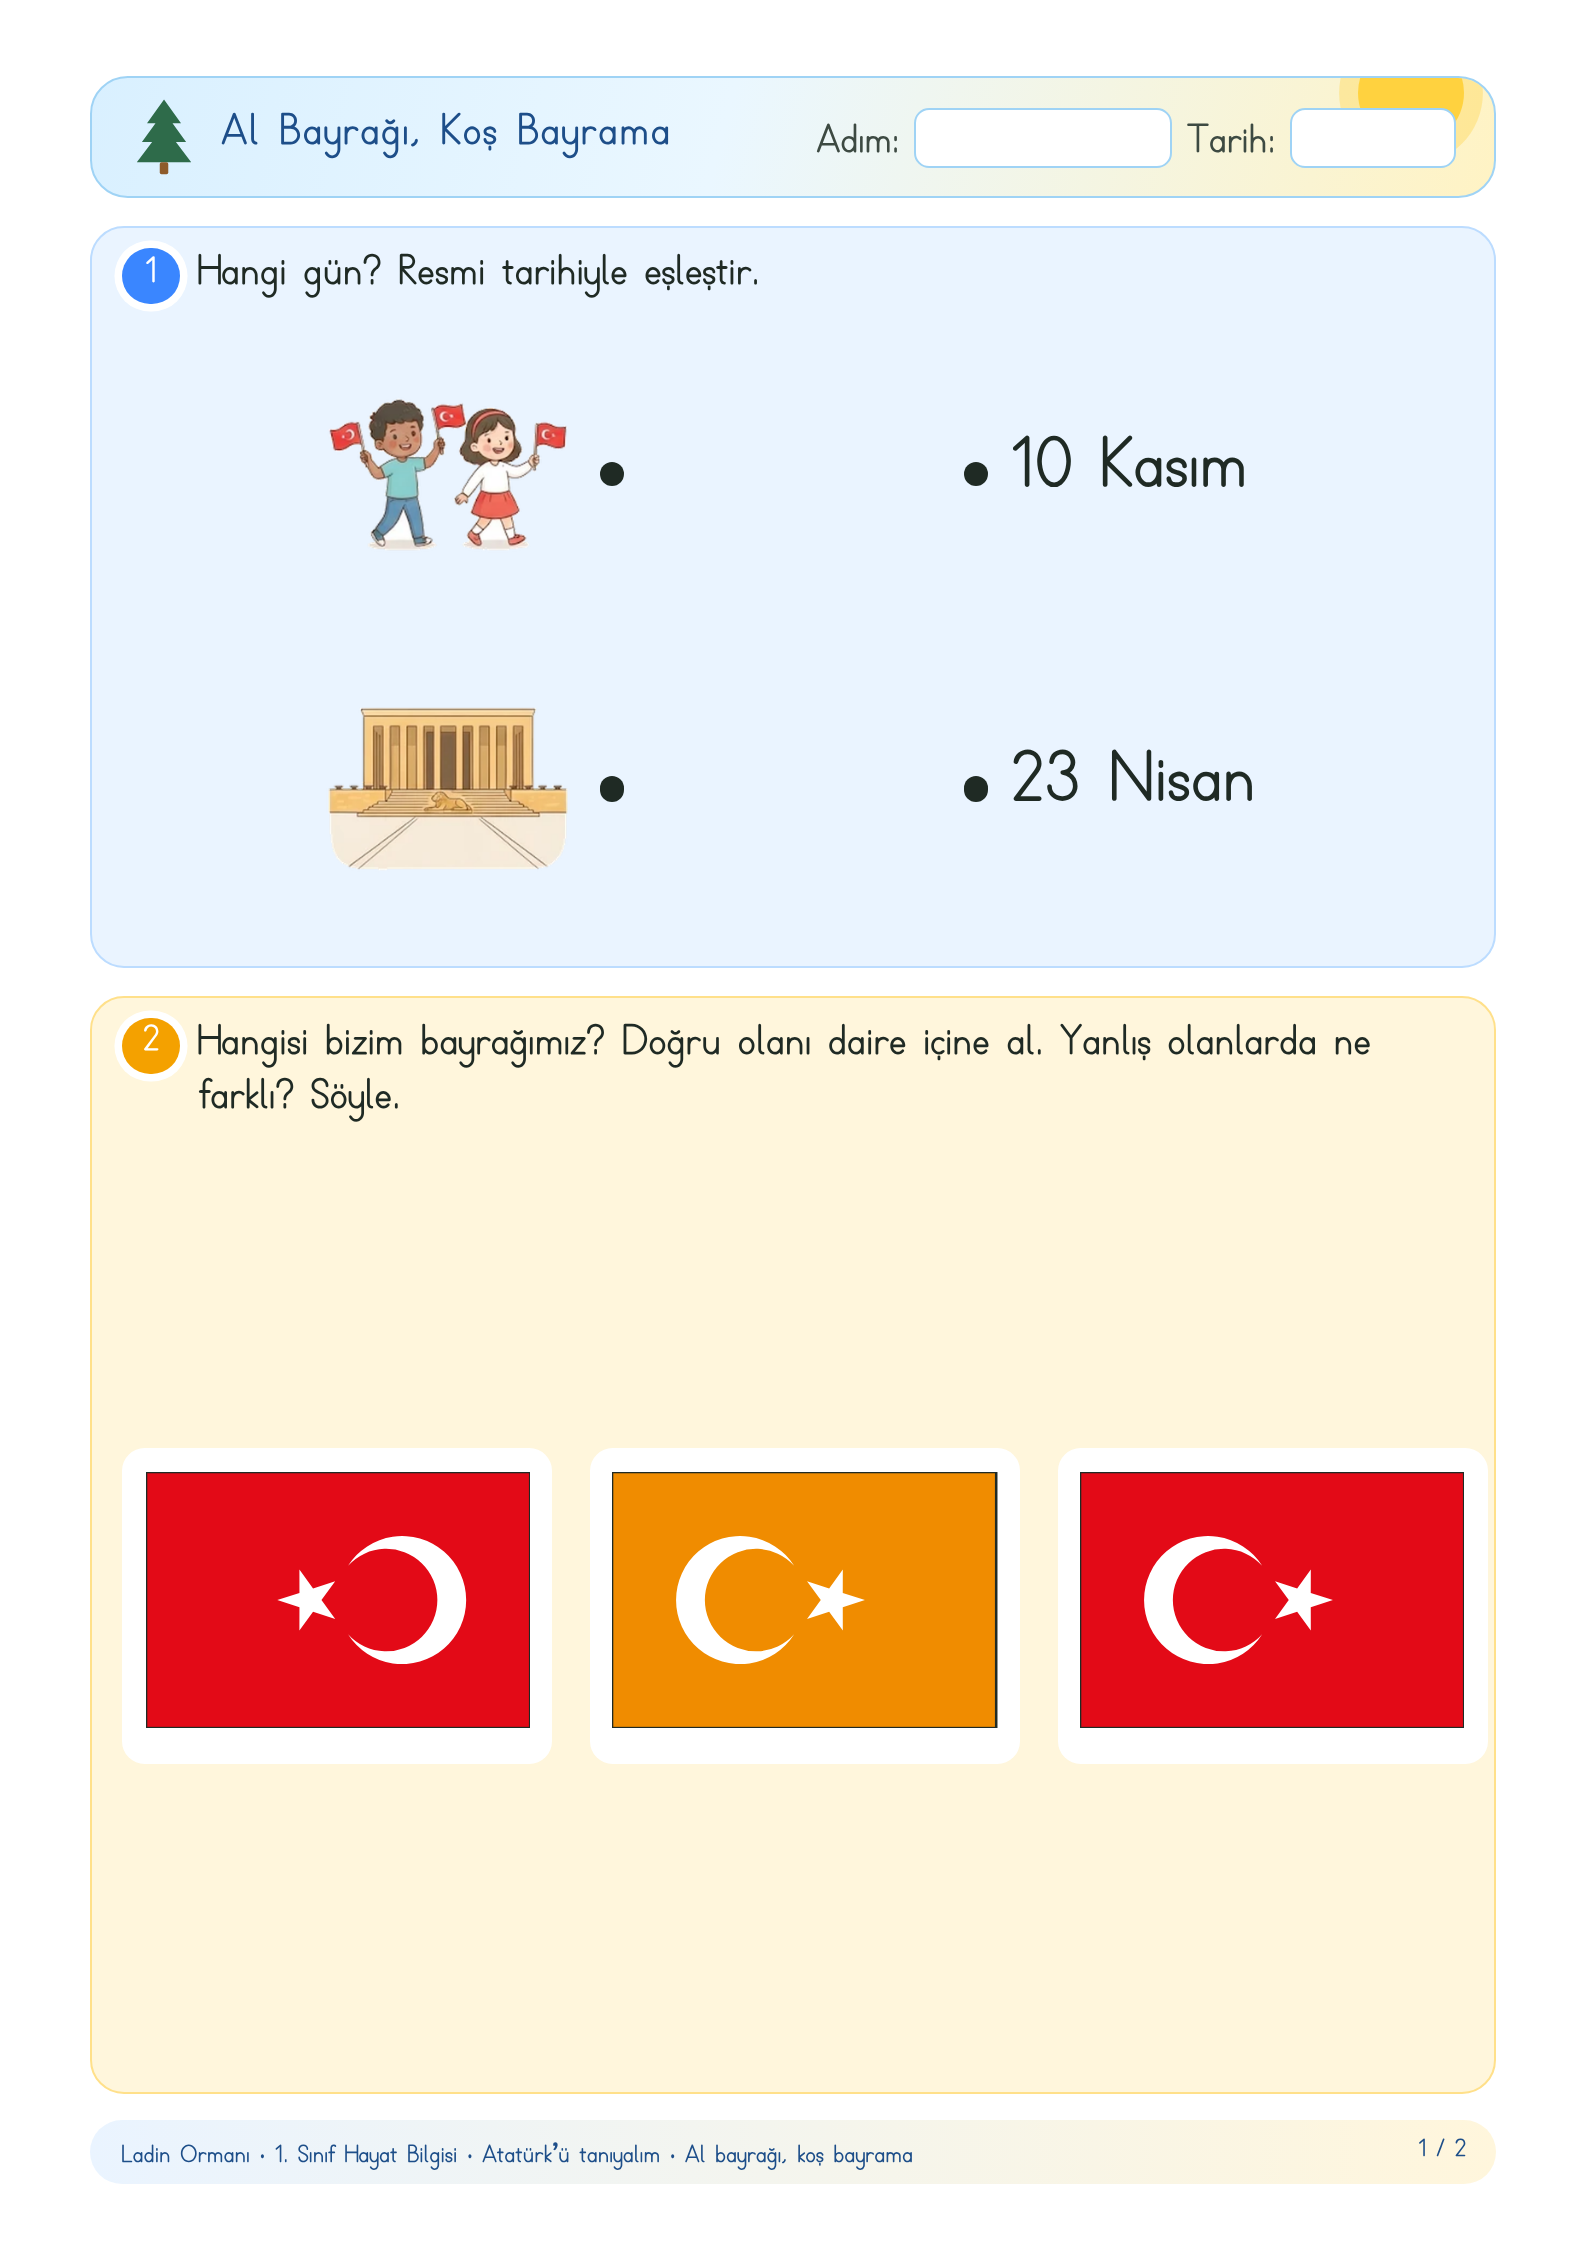 Al Bayrağı, Koş Bayrama
Adım:
Tarih:
1
Hangi gün? Resmi tarihiyle eşleştir.
10 Kasım
23 Nisan
2
Hangisi bizim bayrağımız? Doğru olanı daire içine al. Yanlış olanlarda ne
farklı? Söyle.
Ladin Ormanı • 1. Sınıf Hayat Bilgisi • Atatürk’ü tanıyalım • Al bayrağı, koş bayrama
1 / 2